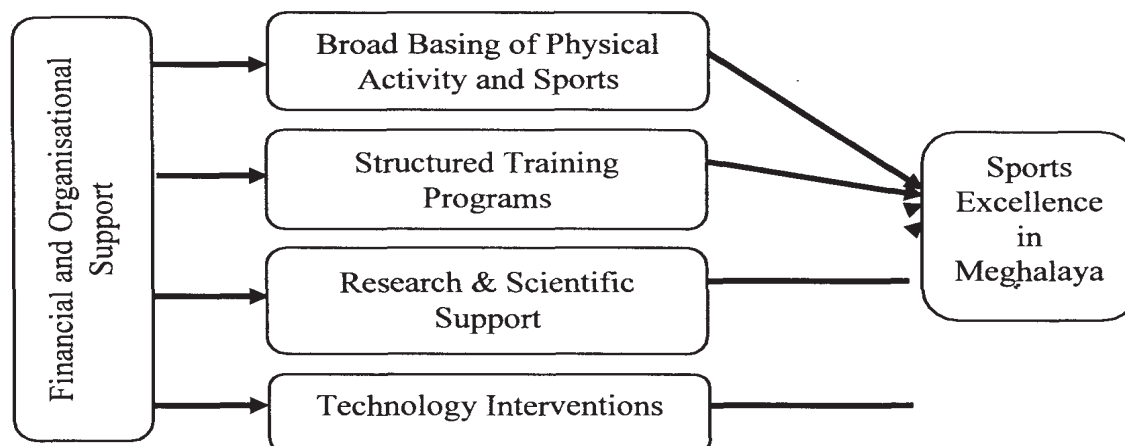 Financial and Organisational
Support
Broad Basing of Physical
Activity and Sports
Structured Training
Programs
Research & Scientific
Support
Technology Interventions
Sports
Excellence
in
Meghalaya